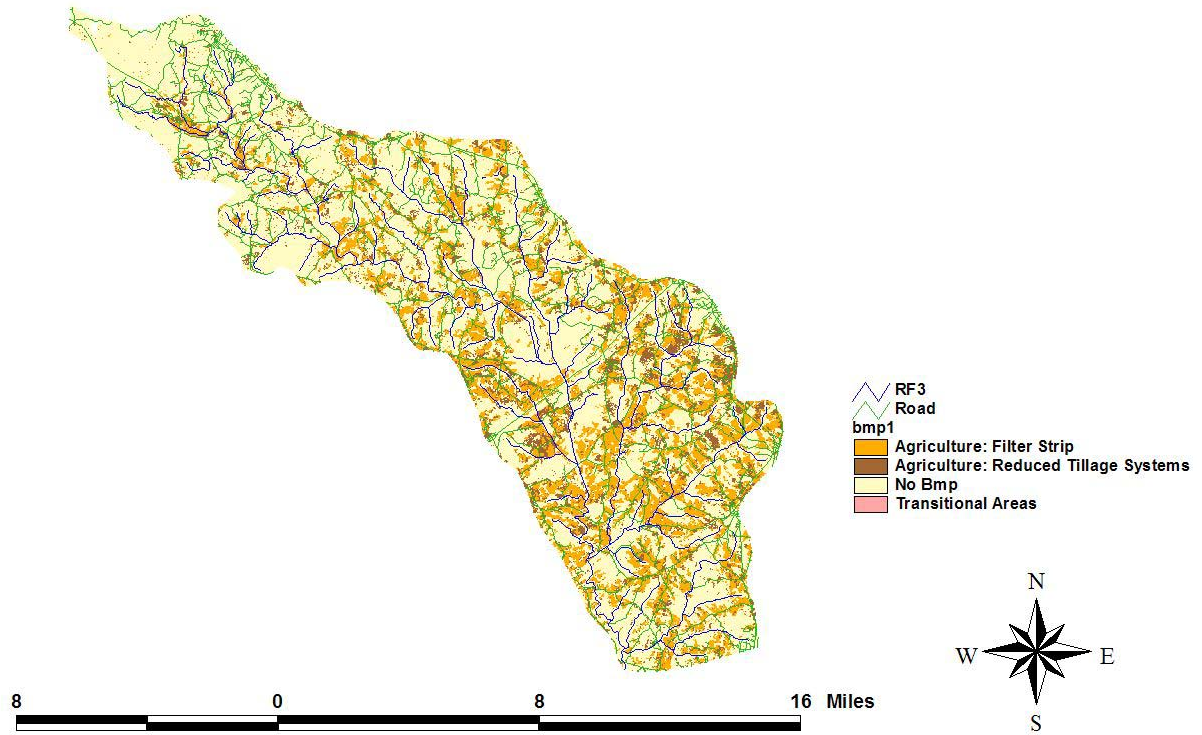 RF3
Road
bmp1
Agriculture: Filter Strip
Agriculture: Reduced Tillage Systems
No Bmp
Transitional Areas
N
W E
S
8 0 8 16 Miles